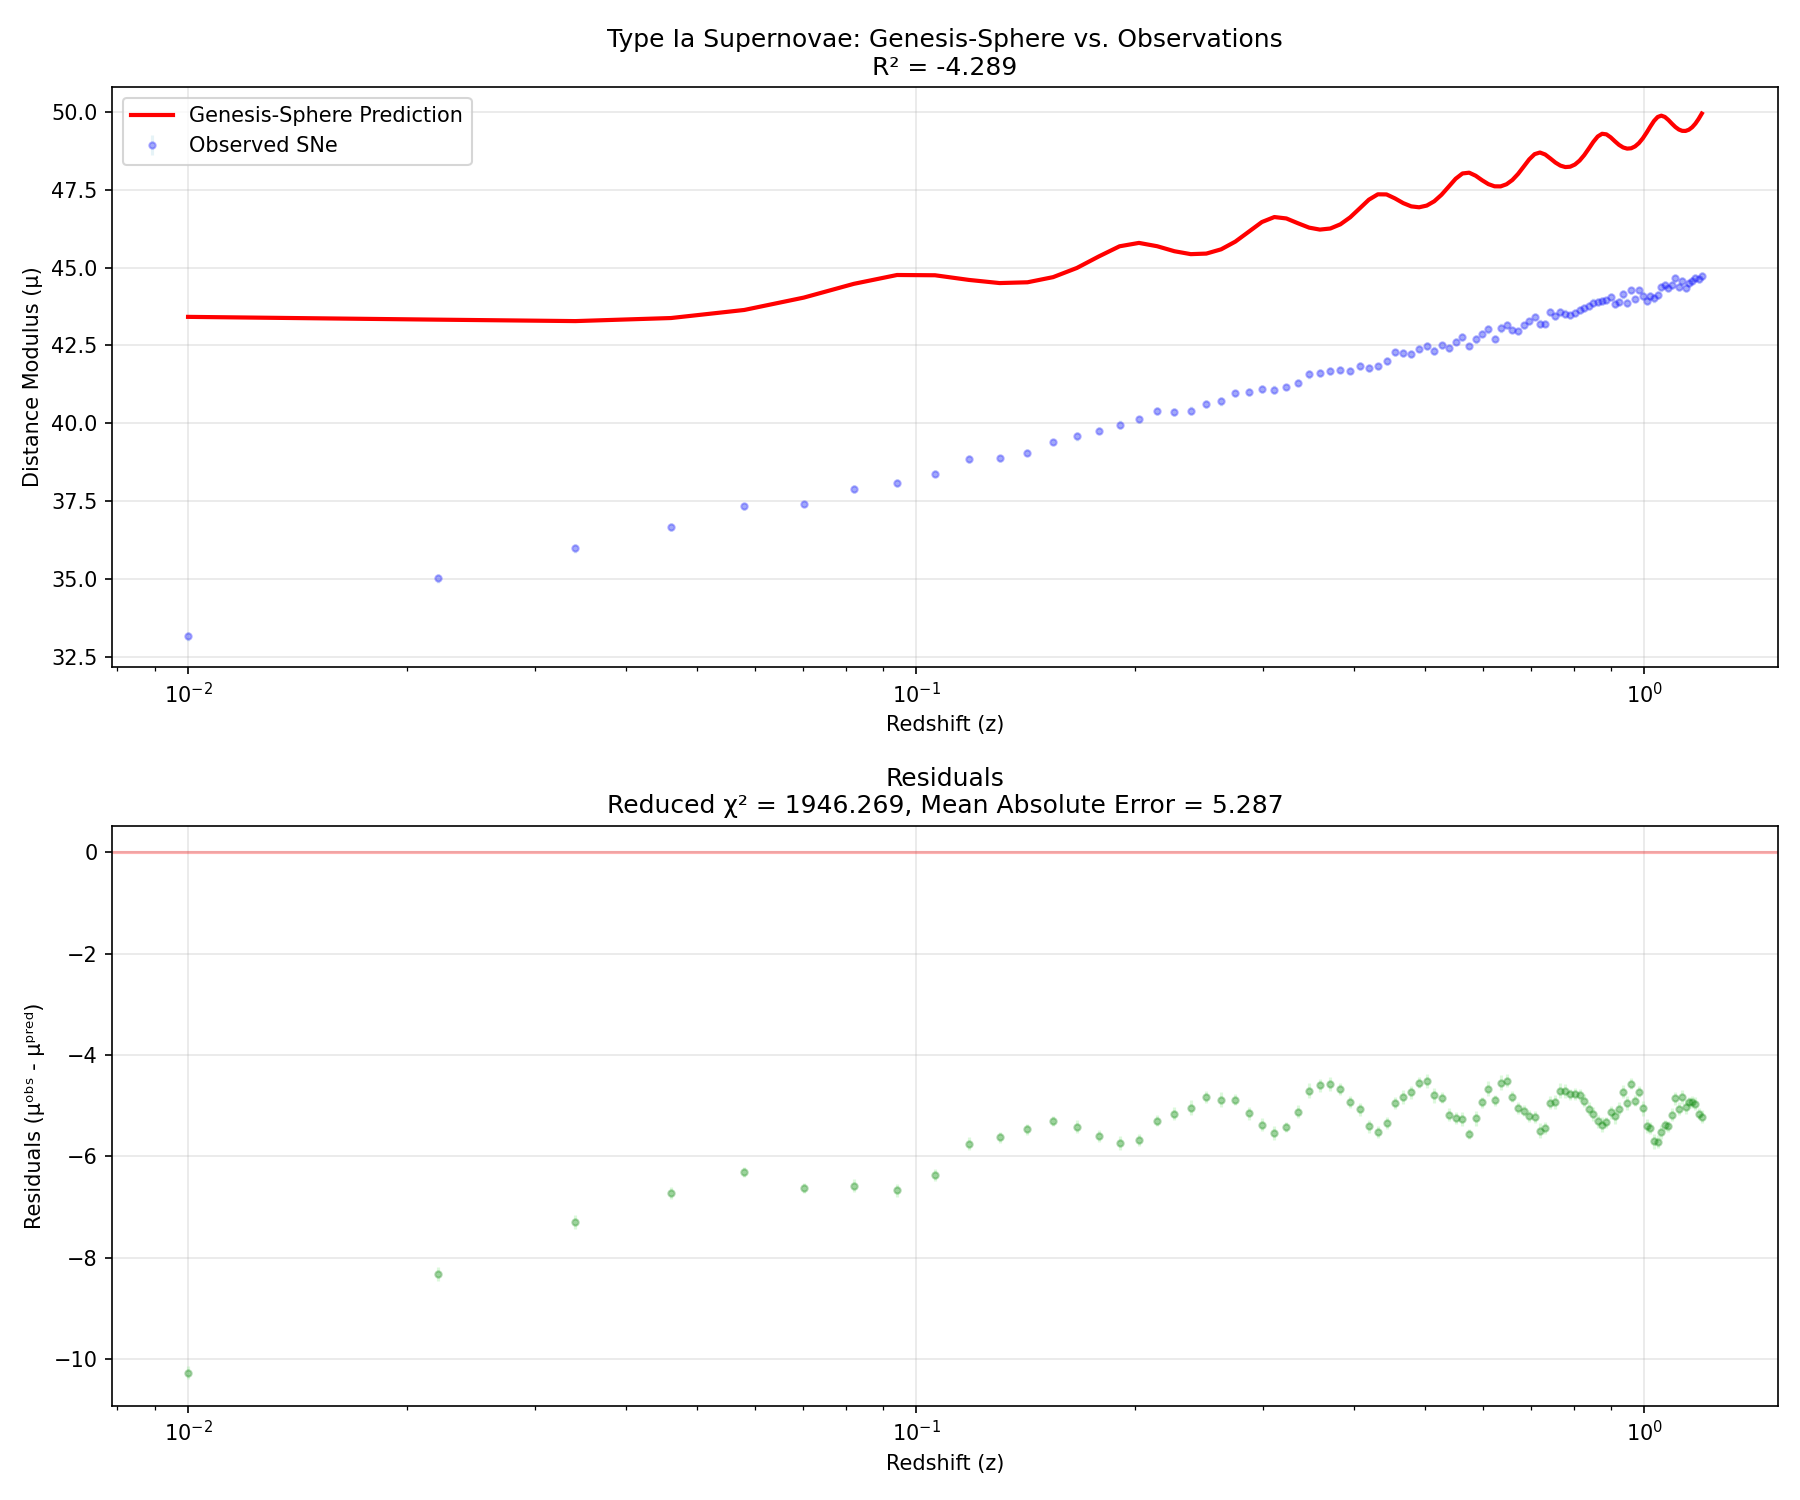 Type Ia Supernovae: Genesis-Sphere vs. Observations
R² = -4.289
Genesis-Sphere Prediction
Observed SNe
Distance Modulus (μ)
50.0
47.5
45.0
42.5
40.0
37.5
35.0
32.5
10⁻²
10⁻¹
10⁰
Redshift (z)
Residuals
Reduced χ² = 1946.269, Mean Absolute Error = 5.287
Residuals (μᵒᵇˢ - μᵖʳᵉᵈ)
0
−2
−4
−6
−8
−10
10⁻²
10⁻¹
10⁰
Redshift (z)